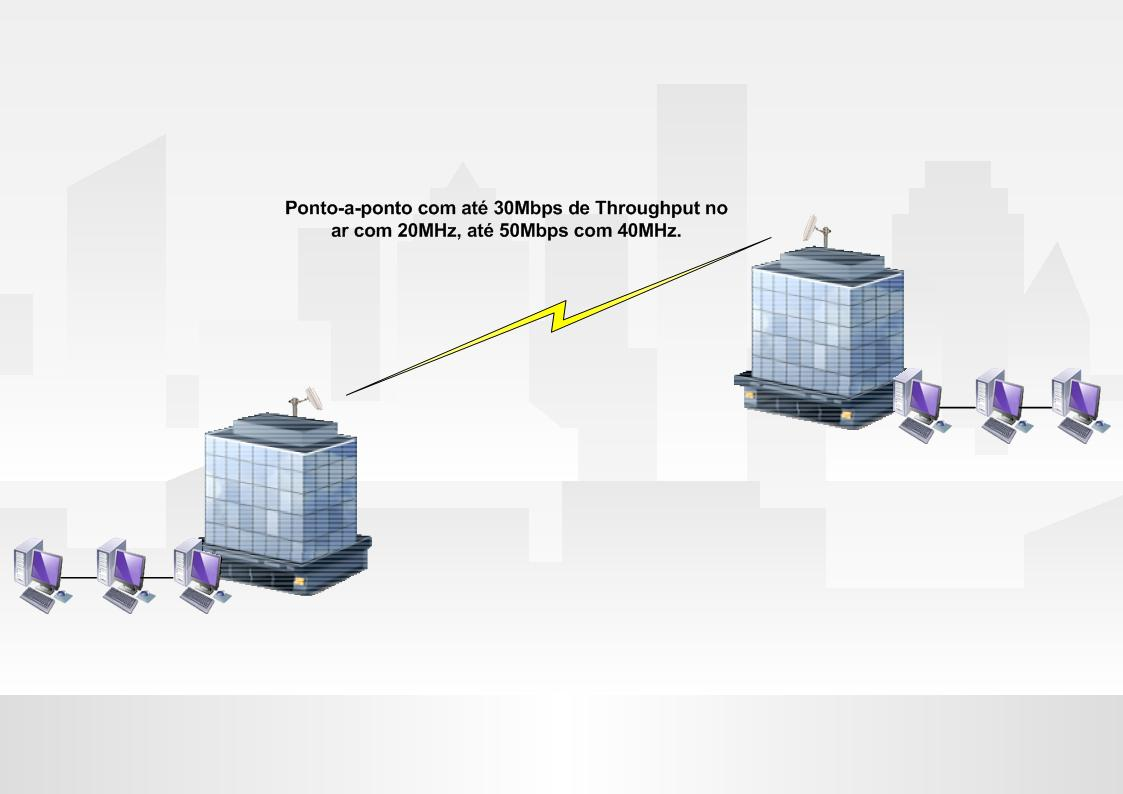 Ponto-a-ponto com até 30Mbps de Throughput no
ar com 20MHz, até 50Mbps com 40MHz.